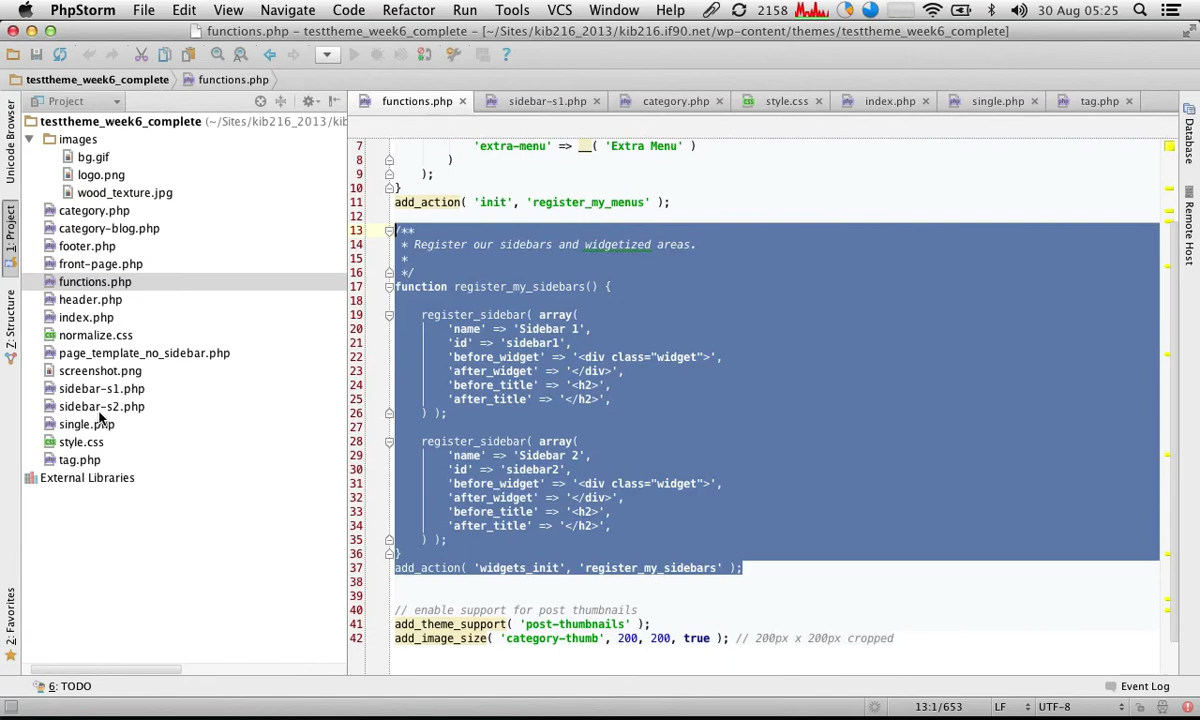 PhpStorm File Edit View Navigate Code Refactor Run Tools VCS Window Help 2158 30 Aug 05:25
functions.php – testtheme_week6_complete – [~/Sites/kib216_2013/kib216.if90.net/wp-content/themes/testtheme_week6_complete]
testtheme_week6_complete functions.php
Project
functions.php sidebar-s1.php category.php style.css index.php single.php tag.php
Unicode Browser
1: Project
Z: Structure
2: Favorites
testtheme_week6_complete (~/Sites/kib216_2013/kib
images
bg.gif
logo.png
wood_texture.jpg
category.php
category-blog.php
footer.php
front-page.php
functions.php
header.php
index.php
normalize.css
page_template_no_sidebar.php
screenshot.png
sidebar-s1.php
sidebar-s2.php
single.php
style.css
tag.php
External Libraries
7 'extra-menu' => __( 'Extra Menu' )
8 )
9 );
10 }
11 add_action( 'init', 'register_my_menus' );
12
13 /**
14 * Register our sidebars and widgetized areas.
15 *
16 */
17 function register_my_sidebars() {
18
19 register_sidebar( array(
20 'name' => 'Sidebar 1',
21 'id' => 'sidebar1',
22 'before_widget' => '<div class="widget">',
23 'after_widget' => '</div>',
24 'before_title' => '<h2>',
25 'after_title' => '</h2>',
26 ) );
27
28 register_sidebar( array(
29 'name' => 'Sidebar 2',
30 'id' => 'sidebar2',
31 'before_widget' => '<div class="widget">',
32 'after_widget' => '</div>',
33 'before_title' => '<h2>',
34 'after_title' => '</h2>',
35 ) );
36 }
37 add_action( 'widgets_init', 'register_my_sidebars' );
38
39
40 // enable support for post thumbnails
41 add_theme_support( 'post-thumbnails' );
42 add_image_size( 'category-thumb', 200, 200, true ); // 200px x 200px cropped
Database
Remote Host
6: TODO Event Log
13:1/653 LF UTF-8